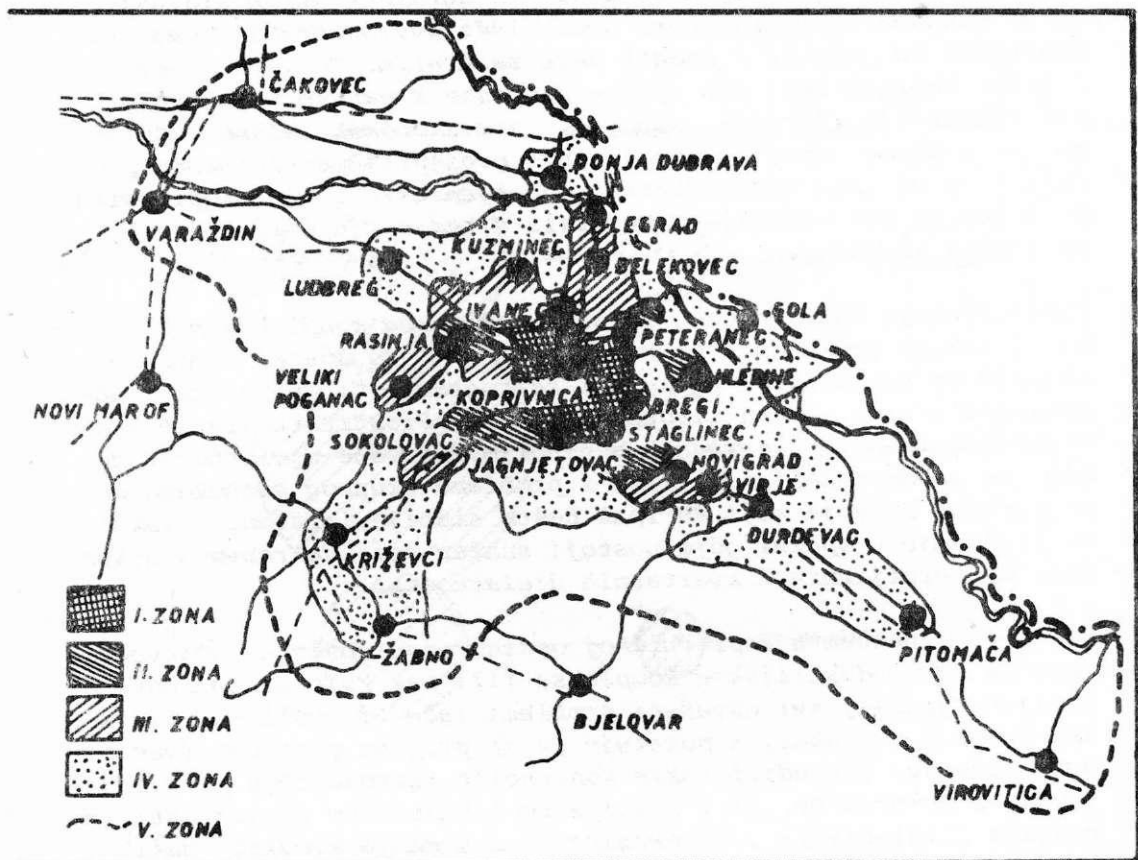 ČAKOVEC
DONJA DUBRAVA
VARAŽDIN
LEGRAD
KUZMINEC
ĐELEKOVEC
LUDBREG
IVANEC
GOLA
RASINJA
PETERANEC
VELIKI
POGANAC
HLEBINE
NOVI MAROF
KOPRIVNICA
BREGI
SOKOLOVAC
STAGLINEC
JAGNJETOVAC
NOVIGRAD
VIRJE
ĐURĐEVAC
KRIŽEVCI
I. ZONA
ŽABNO
PITOMAČA
II. ZONA
BJELOVAR
III. ZONA
IV. ZONA
VIROVITICA
V. ZONA